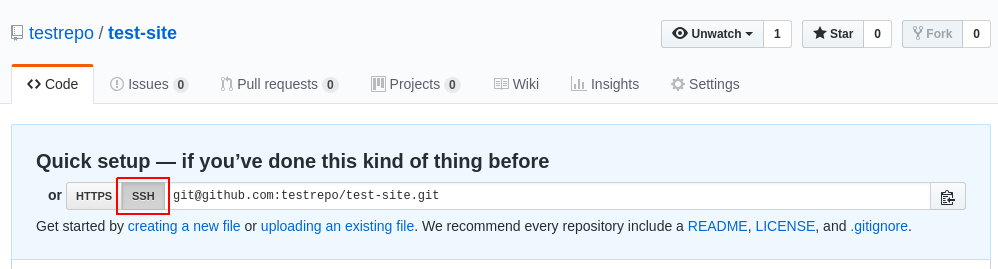 testrepo / test-site
Unwatch 1 Star 0 Fork 0
Code Issues 0 Pull requests 0 Projects 0 Wiki Insights Settings
Quick setup — if you’ve done this kind of thing before
or HTTPS SSH git@github.com:testrepo/test-site.git
Get started by creating a new file or uploading an existing file. We recommend every repository include a README, LICENSE, and .gitignore.